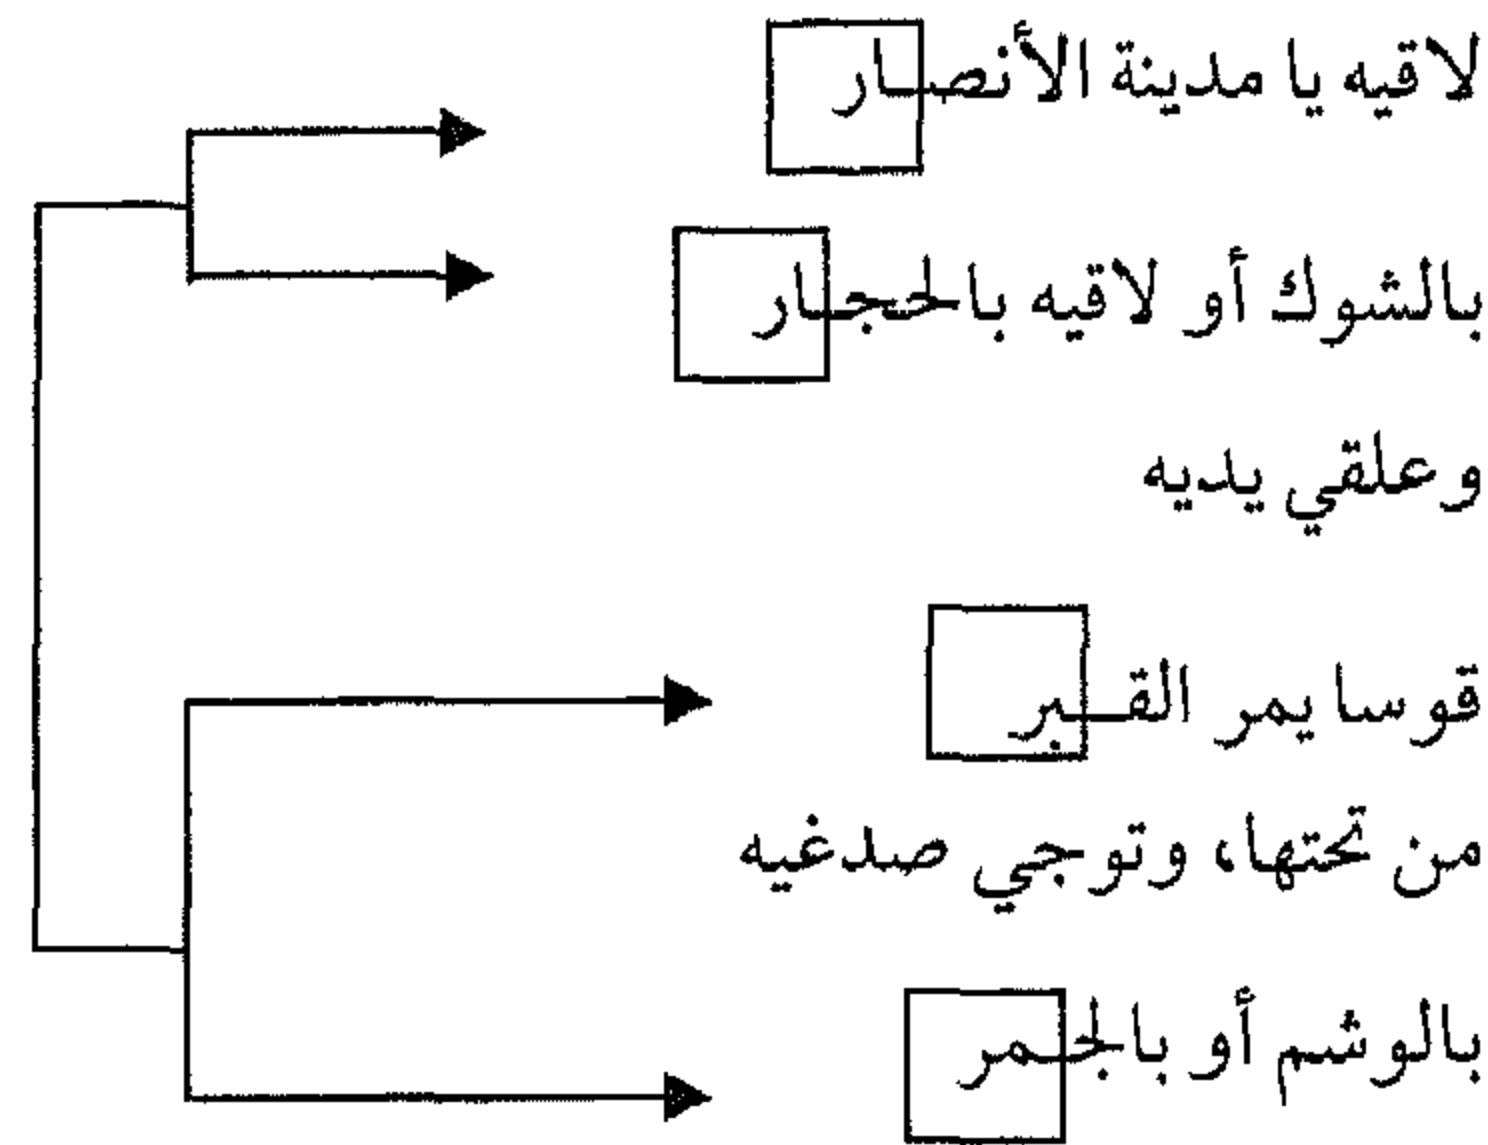 لاقيه يا مدينة الأنصار
بالشوك أو لاقيه بالحجار
وعلقي يديه
قوسا يمر القبر
من تحتها، وتوجي صدغيه
بالوشم أو بالجمر